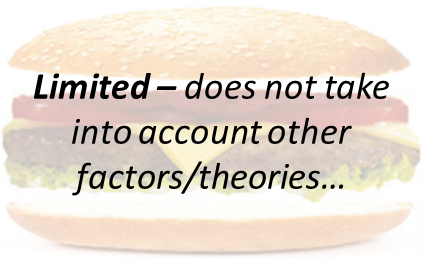 Limited – does not take
into account other
factors/theories...